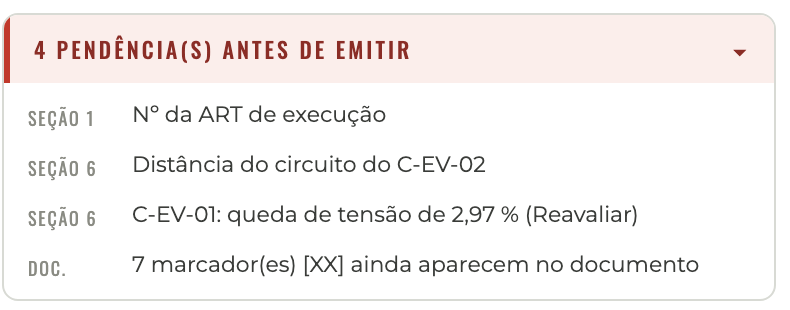 4 PENDÊNCIA(S) ANTES DE EMITIR
SEÇÃO 1 Nº da ART de execução
SEÇÃO 6 Distância do circuito do C-EV-02
SEÇÃO 6 C-EV-01: queda de tensão de 2,97 % (Reavaliar)
DOC. 7 marcador(es) [XX] ainda aparecem no documento